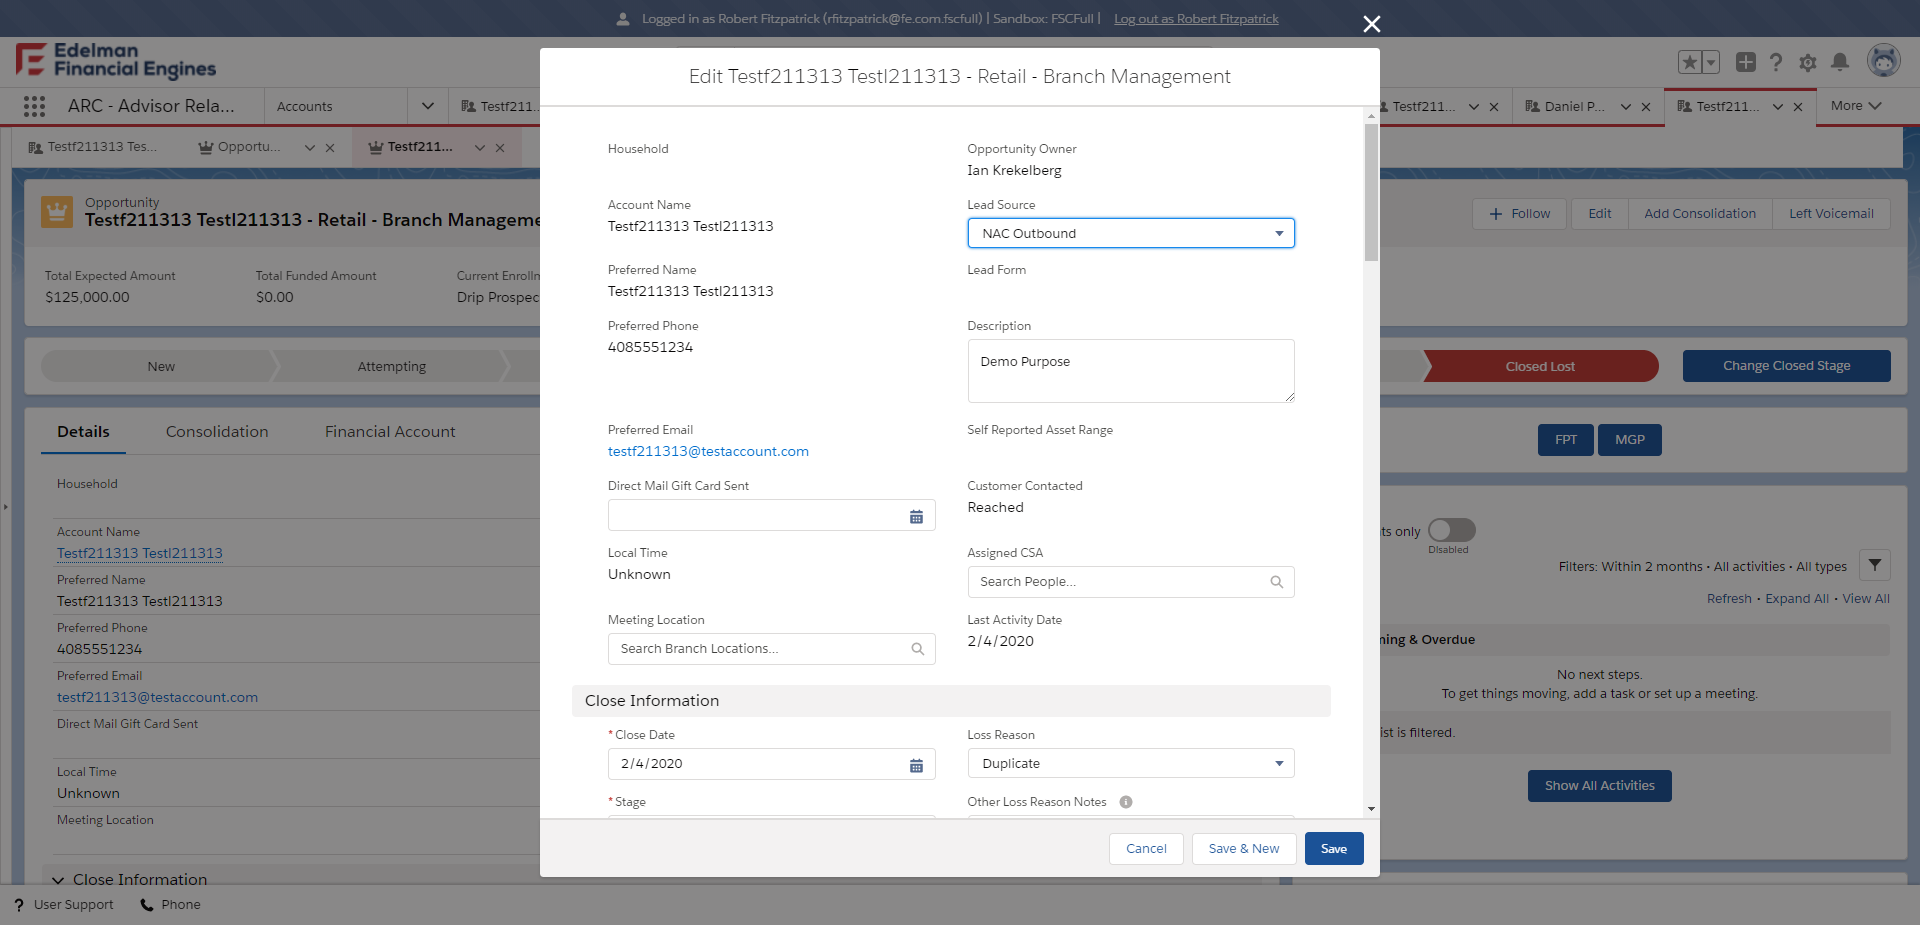 Logged in as Robert Fitzpatrick (rfitzpatrick@fe.com.fscfull) | Sandbox: FSCFull | Log out as Robert Fitzpatrick
Edelman
Financial Engines
ARC - Advisor Rela...
Accounts
Testf211...
Testf211...
Daniel P...
Testf211...
More
Testf211313 Tes...
Opportu...
Testf211...
Opportunity
Testf211313 Testl211313 - Retail - Branch Manageme
Follow
Edit
Add Consolidation
Left Voicemail
Total Expected Amount
$125,000.00
Total Funded Amount
$0.00
Current Enrolln
Drip Prospec
New
Attempting
Closed Lost
Change Closed Stage
Details
Consolidation
Financial Account
FPT
MGP
Household
Account Name
Testf211313 Testl211313
Preferred Name
Testf211313 Testl211313
Preferred Phone
4085551234
Preferred Email
testf211313@testaccount.com
Direct Mail Gift Card Sent
Local Time
Unknown
Meeting Location
Close Information
Edit Testf211313 Testl211313 - Retail - Branch Management
Household
Opportunity Owner
Ian Krekelberg
Account Name
Testf211313 Testl211313
Lead Source
NAC Outbound
Preferred Name
Testf211313 Testl211313
Lead Form
Preferred Phone
4085551234
Description
Demo Purpose
Preferred Email
testf211313@testaccount.com
Self Reported Asset Range
Direct Mail Gift Card Sent
Customer Contacted
Reached
Local Time
Unknown
Assigned CSA
Search People...
Meeting Location
Search Branch Locations...
Last Activity Date
2/4/2020
Close Information
*Close Date
2/4/2020
Loss Reason
Duplicate
*Stage
Other Loss Reason Notes
Cancel
Save & New
Save
ts only
Disabled
Filters: Within 2 months • All activities • All types
Refresh • Expand All • View All
ning & Overdue
No next steps.
To get things moving, add a task or set up a meeting.
ist is filtered.
Show All Activities
User Support
Phone